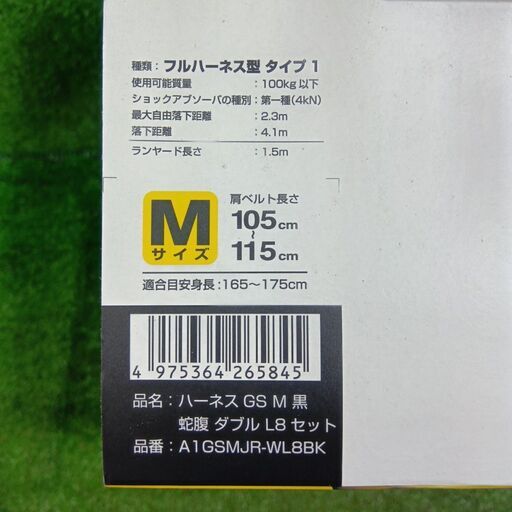 種類：フルハーネス型 タイプ 1
使用可能質量：100kg以下
ショックアブソーバの種別：第一種(4kN)
最大自由落下距離：2.3m
落下距離：4.1m
ランヤード長さ：1.5m
M
サイズ
肩ベルト長さ
105cm
～
115cm
適合目安身長：165～175cm
4 975364 265845
品名：ハーネス GS M 黒
蛇腹 ダブル L8 セット
品番：A1GSMJR-WL8BK